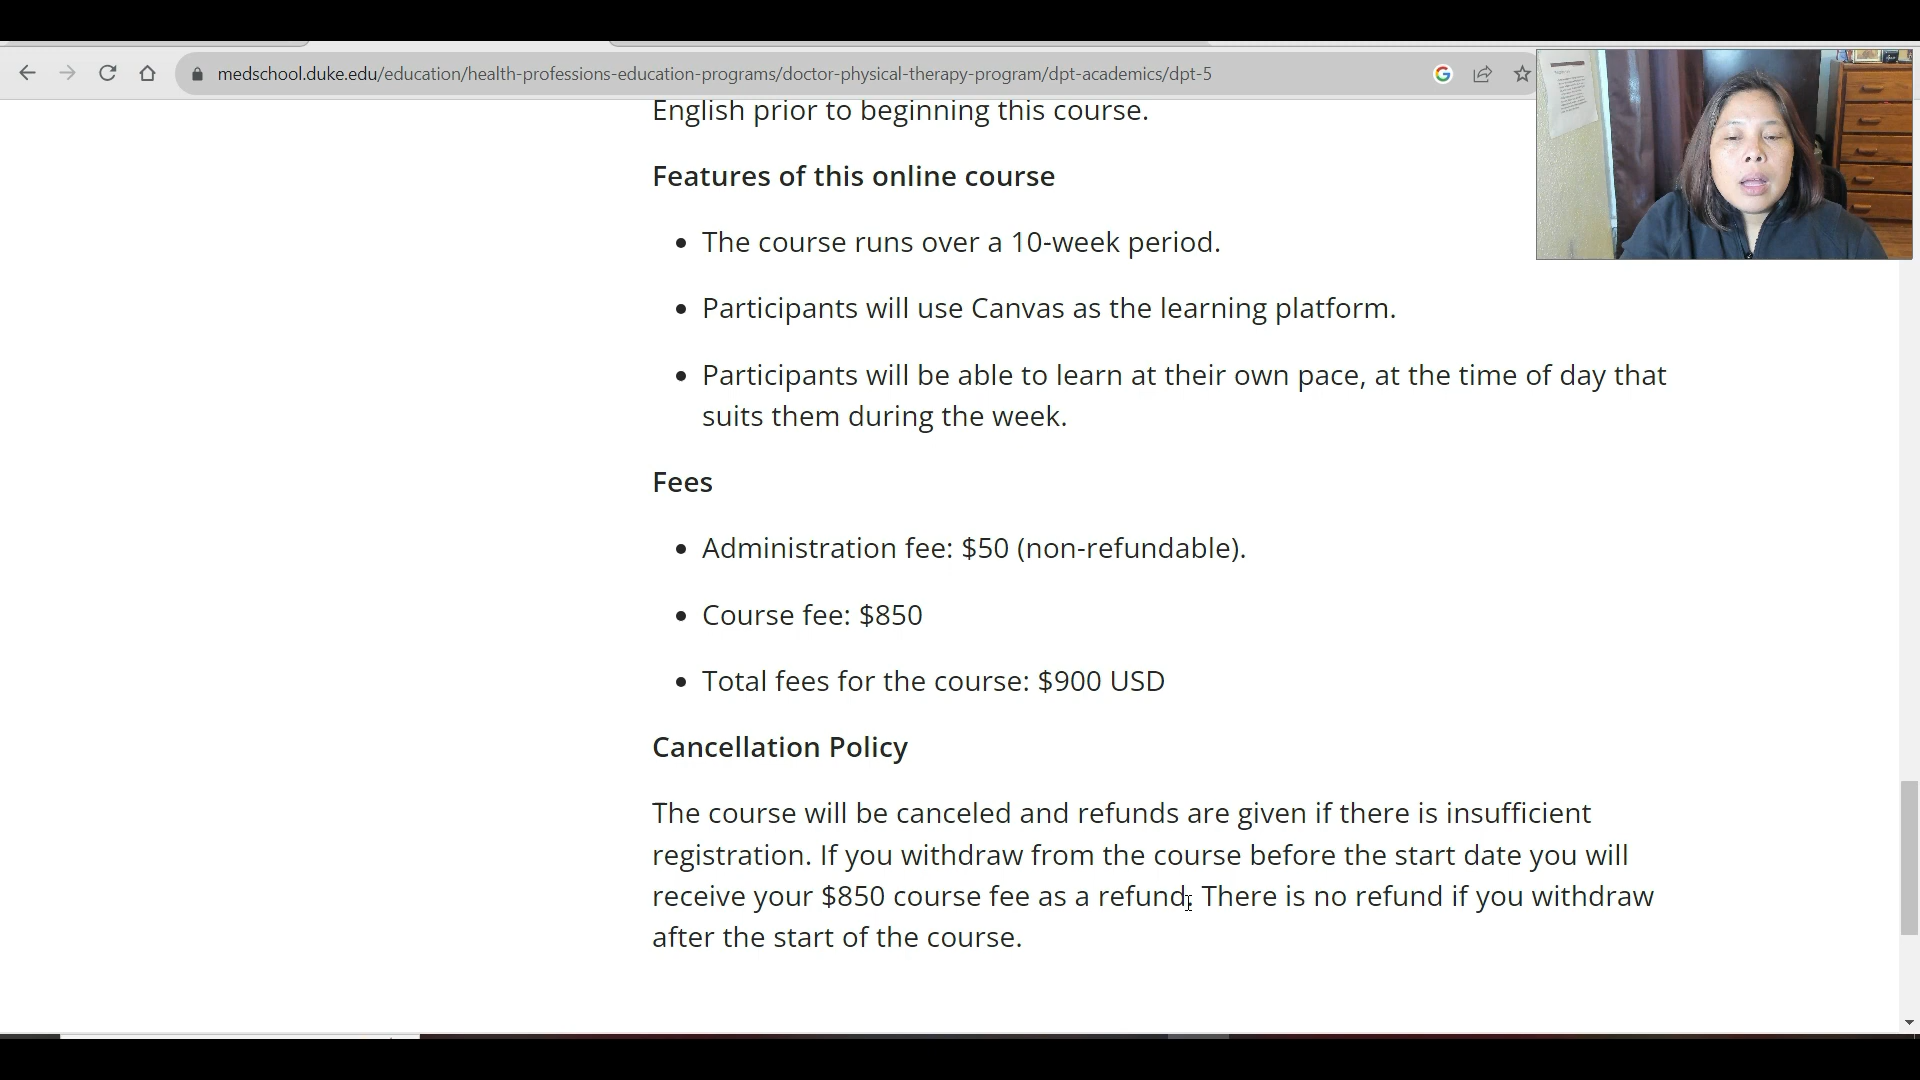 medschool.duke.edu/education/health-professions-education-programs/doctor-physical-therapy-program/dpt-academics/dpt-5
English prior to beginning this course.
Features of this online course
The course runs over a 10-week period.
Participants will use Canvas as the learning platform.
Participants will be able to learn at their own pace, at the time of day that
suits them during the week.
Fees
Administration fee: $50 (non-refundable).
Course fee: $850
Total fees for the course: $900 USD
Cancellation Policy
The course will be canceled and refunds are given if there is insufficient
registration. If you withdraw from the course before the start date you will
receive your $850 course fee as a refund. There is no refund if you withdraw
after the start of the course.